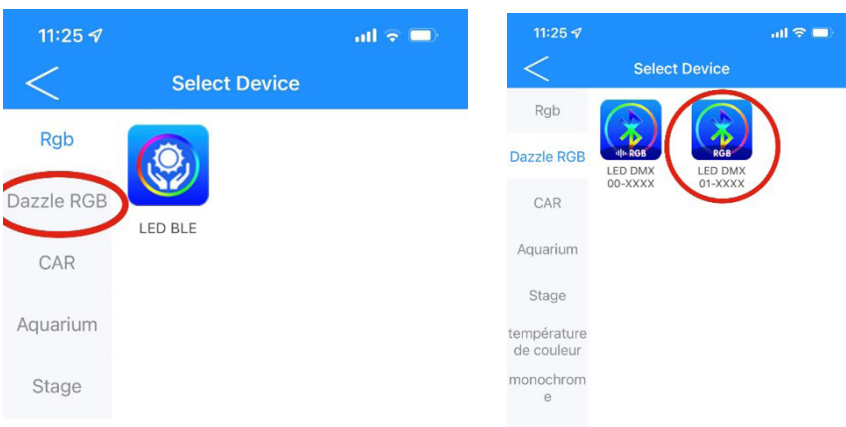 11:25
Select Device
Rgb
Dazzle RGB
LED BLE
CAR
Aquarium
Stage
11:25
Select Device
Rgb
Dazzle RGB
RGB
RGB
LED DMX
00-XXXX
LED DMX
01-XXXX
CAR
Aquarium
Stage
température
de couleur
monochrom
e